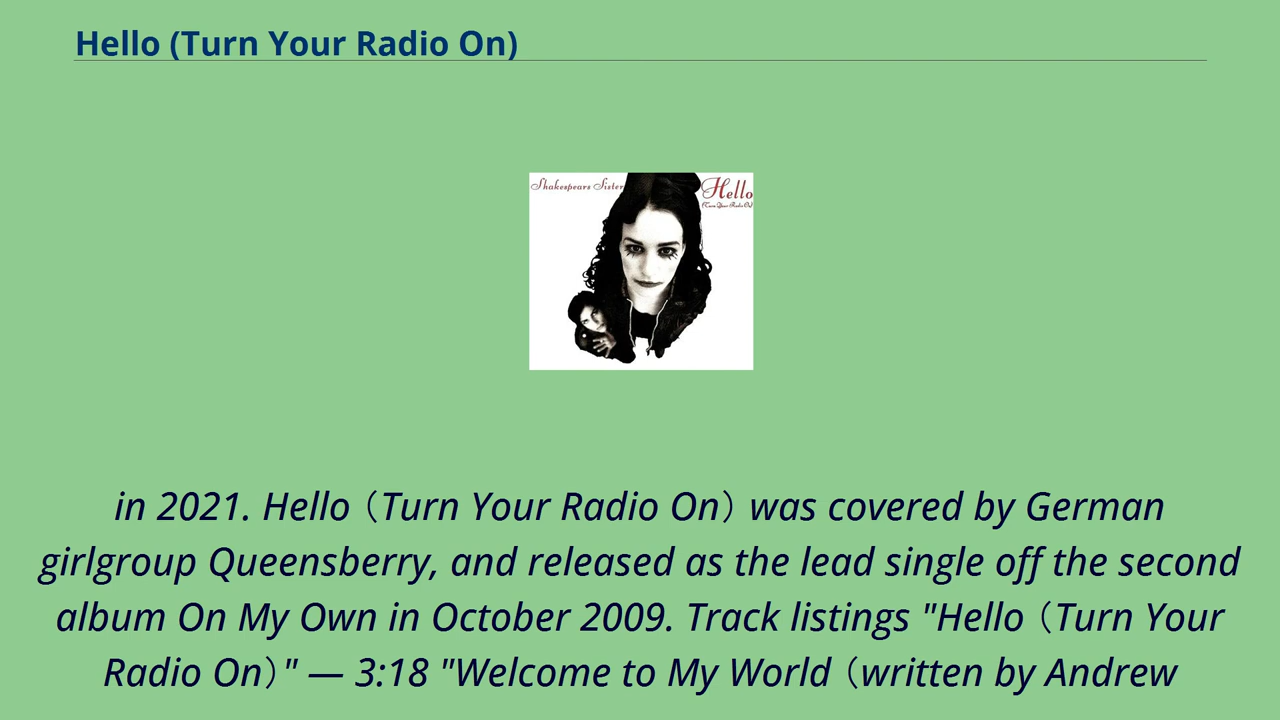 Hello (Turn Your Radio On)
Shakespears Sister
Hello
(Turn Your Radio On)
in 2021. Hello（Turn Your Radio On）was covered by German
girlgroup Queensberry, and released as the lead single off the second
album On My Own in October 2009. Track listings "Hello（Turn Your
Radio On）" — 3:18 "Welcome to My World（written by Andrew